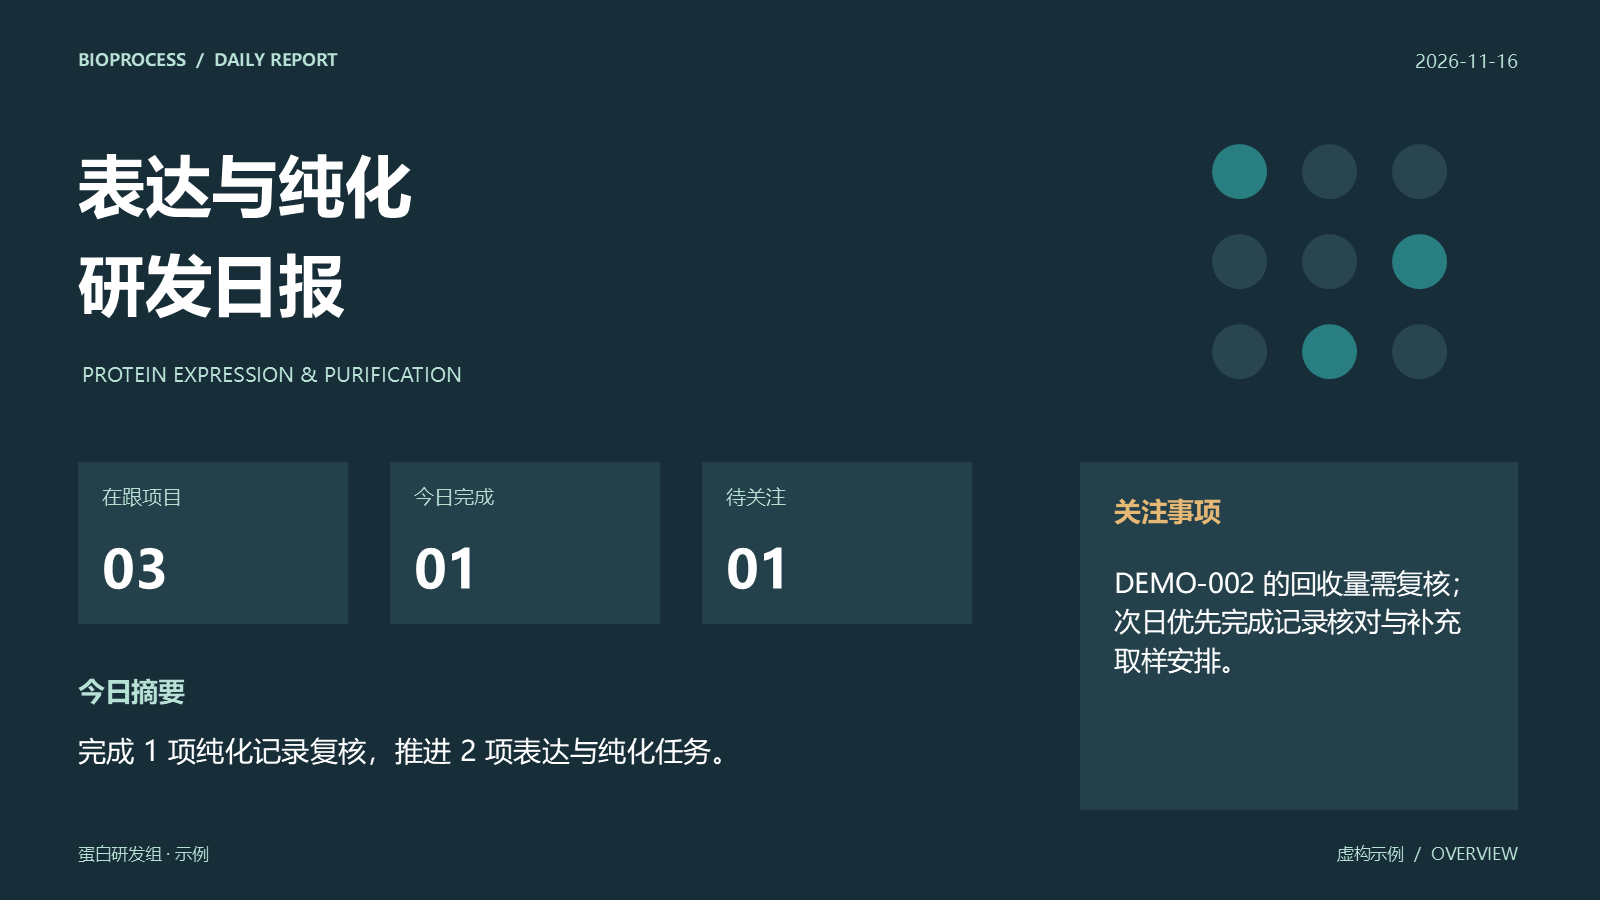 BIOPROCESS / DAILY REPORT
2026-11-16
表达与纯化
研发日报
PROTEIN EXPRESSION & PURIFICATION
在跟项目
03
今日完成
01
待关注
01
关注事项
DEMO-002 的回收量需复核；
次日优先完成记录核对与补充
取样安排。
今日摘要
完成 1 项纯化记录复核，推进 2 项表达与纯化任务。
蛋白研发组 · 示例
虚构示例 / OVERVIEW